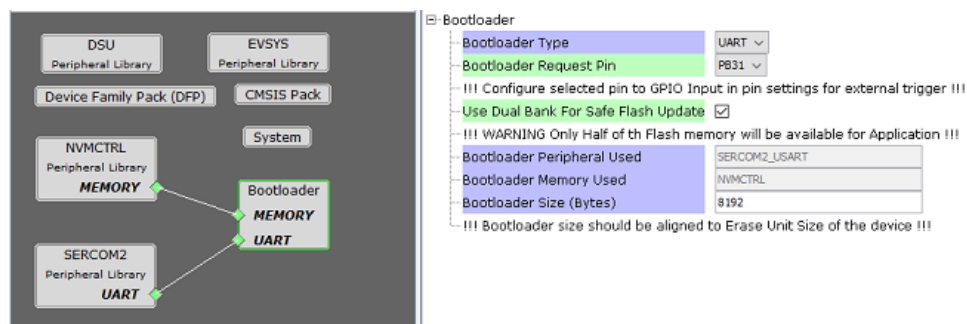 DSU
Peripheral Library
EVSYS
Peripheral Library
Device Family Pack (DFP)
CMSIS Pack
System
NVMCTRL
Peripheral Library
MEMORY
Bootloader
MEMORY
UART
SERCOM2
Peripheral Library
UART
Bootloader
Bootloader Type UART
Bootloader Request Pin PB31
!!! Configure selected pin to GPIO Input in pin settings for external trigger !!!
Use Dual Bank For Safe Flash Update
!!! WARNING Only Half of th Flash memory will be available for Application !!!
Bootloader Peripheral Used SERCOM2_USART
Bootloader Memory Used NVMCTRL
Bootloader Size (Bytes) 8192
!!! Bootloader size should be aligned to Erase Unit Size of the device !!!